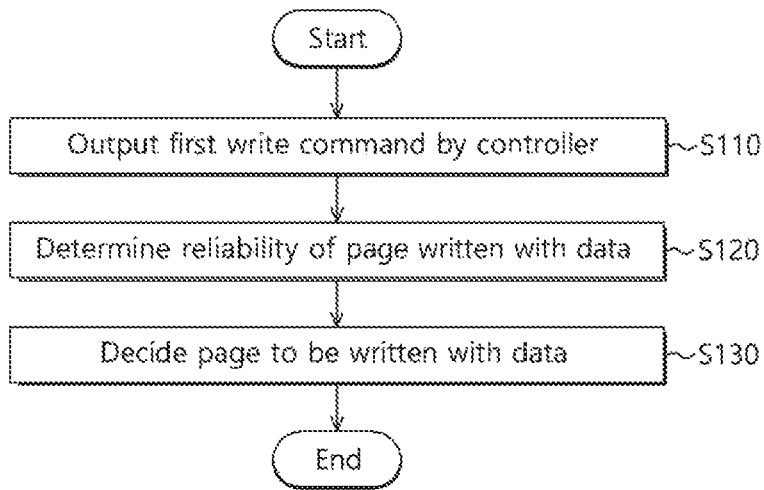 Start
Output first write command by controller
S110
Determine reliability of page written with data
S120
Decide page to be written with data
S130
End